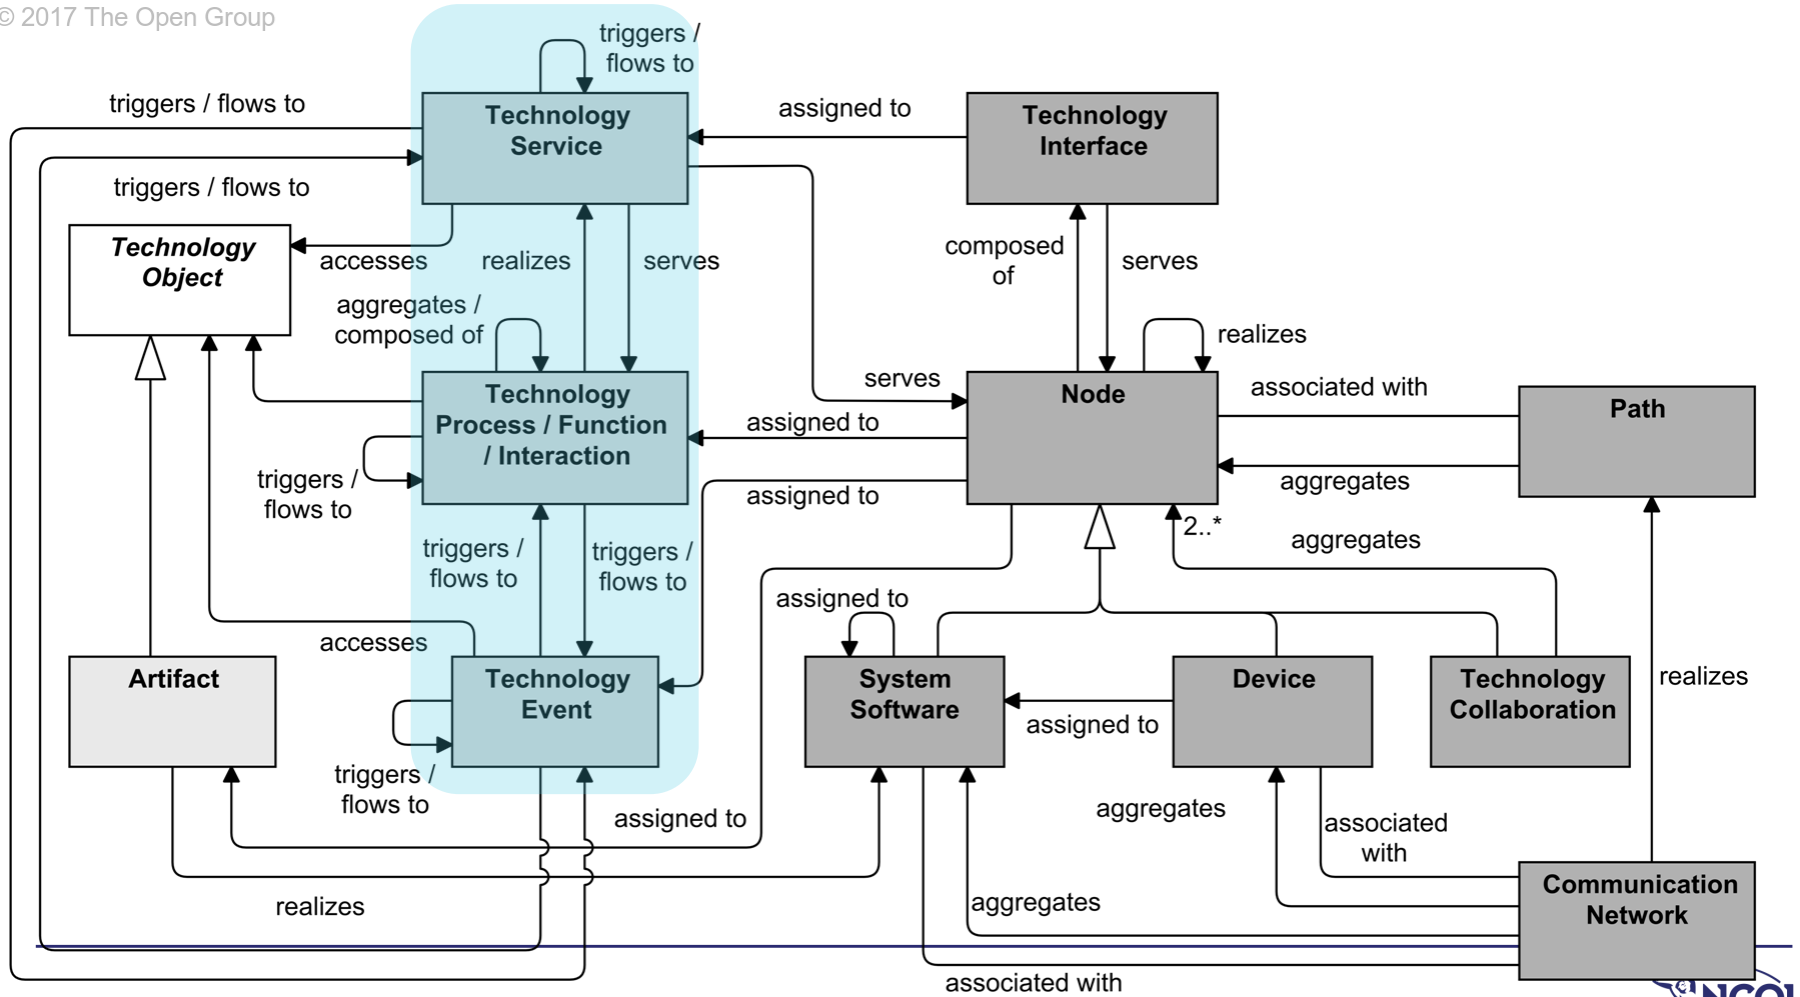 © 2017 The Open Group
triggers /
flows to
triggers / flows to
Technology
Service
assigned to
Technology
Interface
triggers / flows to
Technology
Object
accesses
realizes
serves
composed
of
serves
aggregates /
composed of
realizes
Technology
Process / Function
/ Interaction
serves
Node
associated with
Path
assigned to
triggers /
flows to
assigned to
aggregates
2..*
aggregates
triggers /
flows to
triggers /
flows to
assigned to
accesses
Artifact
Technology
Event
System
Software
Device
Technology
Collaboration
realizes
assigned to
triggers /
flows to
assigned to
aggregates
associated
with
realizes
aggregates
Communication
Network
associated with